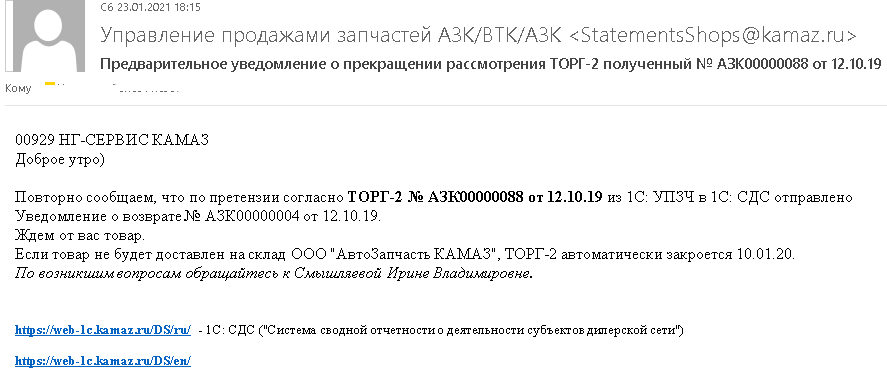 Сб 23.01.2021 18:15
Управление продажами запчастей АЗК/ВТК/АЗК <StatementsShops@kamaz.ru>
Предварительное уведомление о прекращении рассмотрения ТОРГ-2 полученный № АЗК00000088 от 12.10.19
Кому
00929 НГ-СЕРВИС КАМАЗ
Доброе утро)
Повторно сообщаем, что по претензии согласно ТОРГ-2 № АЗК00000088 от 12.10.19 из 1С: УПЗЧ в 1С: СДС отправлено
Уведомление о возврате№ АЗК00000004 от 12.10.19.
Ждем от вас товар.
Если товар не будет доставлен на склад ООО "АвтоЗапчасть КАМАЗ", ТОРГ-2 автоматически закроется 10.01.20.
По возникшим вопросам обращайтесь к Смышляевой Ирине Владимировне.
https://web-1c.kamaz.ru/DS/ru/ - 1С: СДС ("Система сводной отчетности о деятельности субъектов дилерской сети")
https://web-1c.kamaz.ru/DS/en/